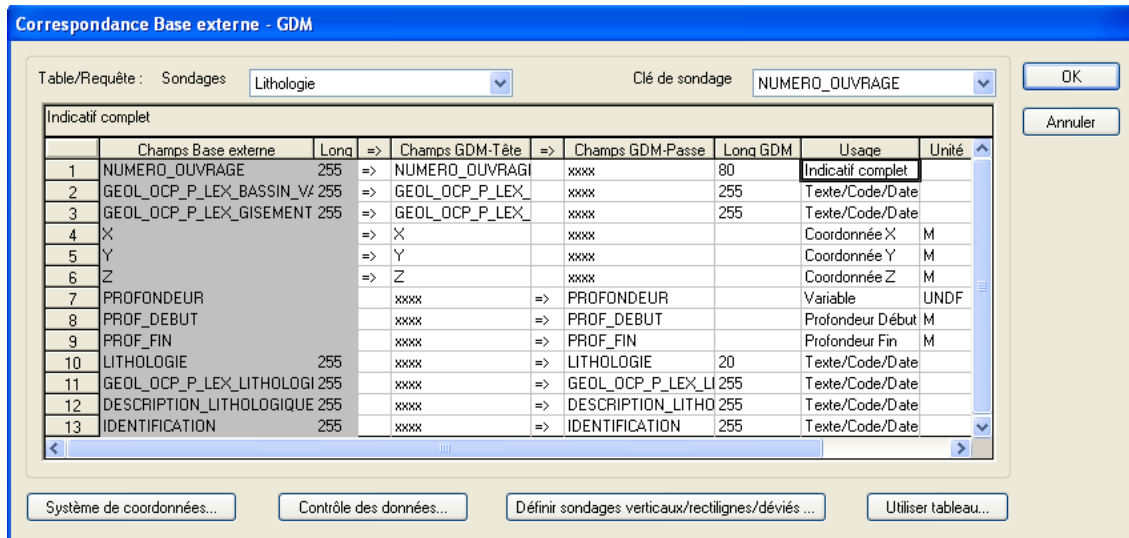 Correspondance Base externe - GDM
Table/Requête : Sondages Lithologie Clé de sondage NUMERO_OUVRAGE OK
Annuler
Indicatif complet
Champs Base externe Long => Champs GDM-Tête => Champs GDM-Passe Long GDM Usage Unité
1 NUMERO_OUVRAGE 255 => NUMERO_OUVRAGI xxxx 80 Indicatif complet
2 GEOL_OCP_P_LEX_BASSIN_VA 255 => GEOL_OCP_P_LEX_ xxxx 255 Texte/Code/Date
3 GEOL_OCP_P_LEX_GISEMENT 255 => GEOL_OCP_P_LEX_ xxxx 255 Texte/Code/Date
4 X => X xxxx Coordonnée X M
5 Y => Y xxxx Coordonnée Y M
6 Z => Z xxxx Coordonnée Z M
7 PROFONDEUR xxxx => PROFONDEUR Variable UNDF
8 PROF_DEBUT xxxx => PROF_DEBUT Profondeur Début M
9 PROF_FIN xxxx => PROF_FIN Profondeur Fin M
10 LITHOLOGIE 255 xxxx => LITHOLOGIE 20 Texte/Code/Date
11 GEOL_OCP_P_LEX_LITHOLOGI 255 xxxx => GEOL_OCP_P_LEX_LI 255 Texte/Code/Date
12 DESCRIPTION_LITHOLOGIQUE 255 xxxx => DESCRIPTION_LITHO 255 Texte/Code/Date
13 IDENTIFICATION 255 xxxx => IDENTIFICATION 255 Texte/Code/Date
Système de coordonnées... Contrôle des données... Définir sondages verticaux/rectilignes/déviés ... Utiliser tableau...